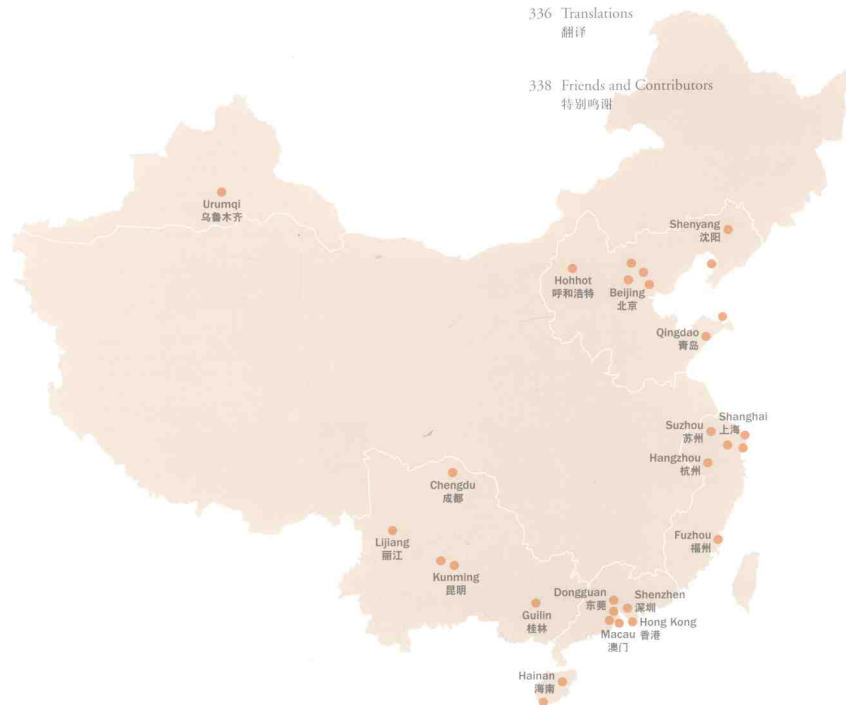 336 Translations
翻译
338 Friends and Contributors
特别鸣谢
Urumqi
乌鲁木齐
Shenyang
沈阳
Hohhot
呼和浩特
Beijing
北京
Qingdao
青岛
Shanghai
上海
Suzhou
苏州
Hangzhou
杭州
Chengdu
成都
Lijiang
丽江
Fuzhou
福州
Kunming
昆明
Dongguan
东莞
Shenzhen
深圳
Guilin
桂林
Hong Kong
香港
Macau
澳门
Hainan
海南